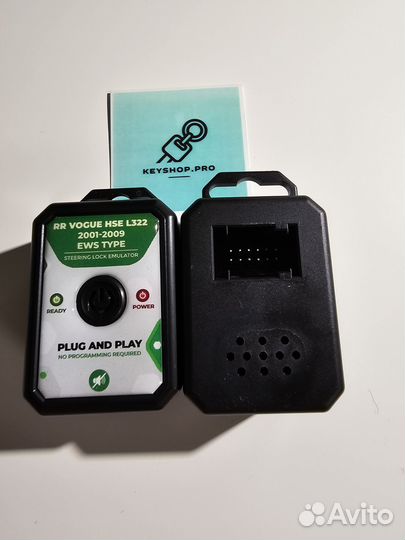 KEYSHOP.PRO
RR VOGUE HSE L322
2001-2009
EWS TYPE
STEERING LOCK EMULATOR
READY
POWER
PLUG AND PLAY
NO PROGRAMMING REQUIRED
Avito